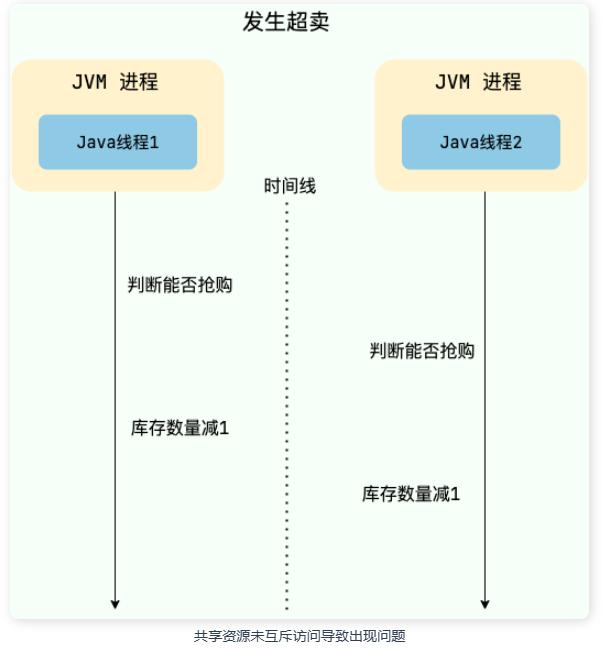 发生超卖
JVM 进程
JVM 进程
Java线程1
Java线程2
时间线
判断能否抢购
判断能否抢购
库存数量减1
库存数量减1
共享资源未互斥访问导致出现问题